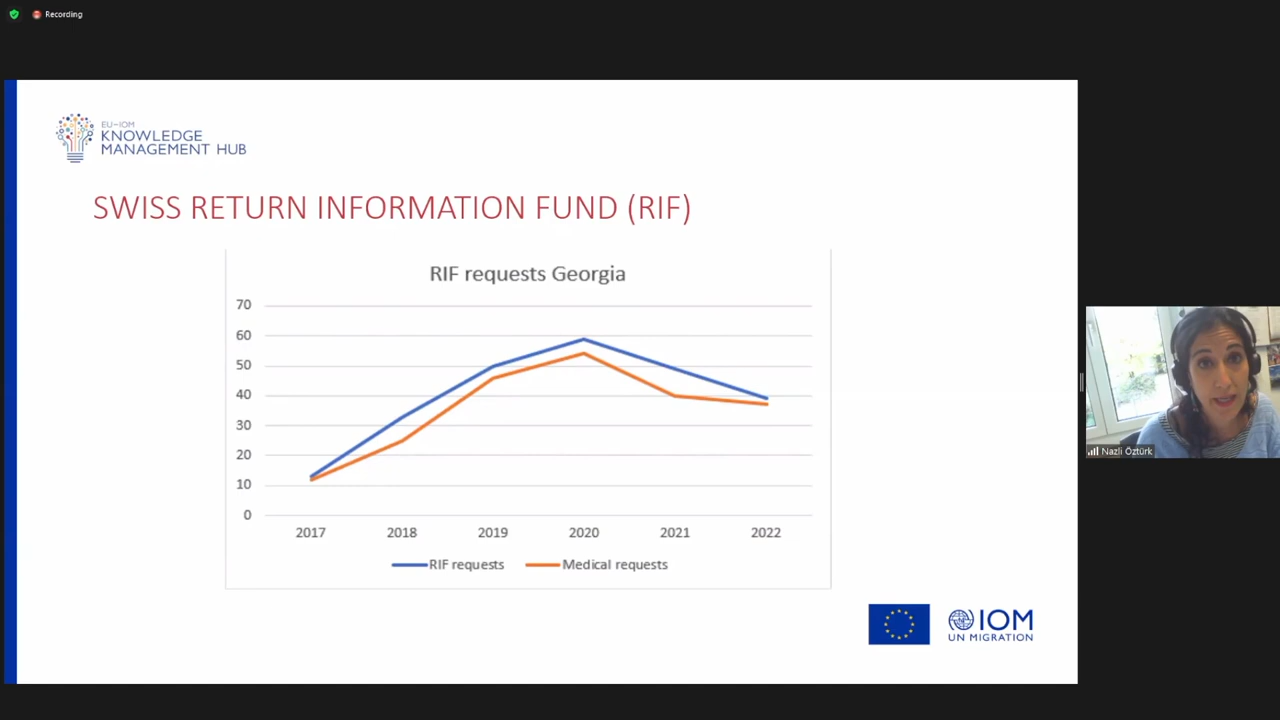 Recording
EU-IOM
KNOWLEDGE
MANAGEMENT HUB
SWISS RETURN INFORMATION FUND (RIF)
RIF requests Georgia
70
60
50
40
30
20
10
0
2017 2018 2019 2020 2021 2022
RIF requests Medical requests
IOM
UN MIGRATION
Nazli Öztürk